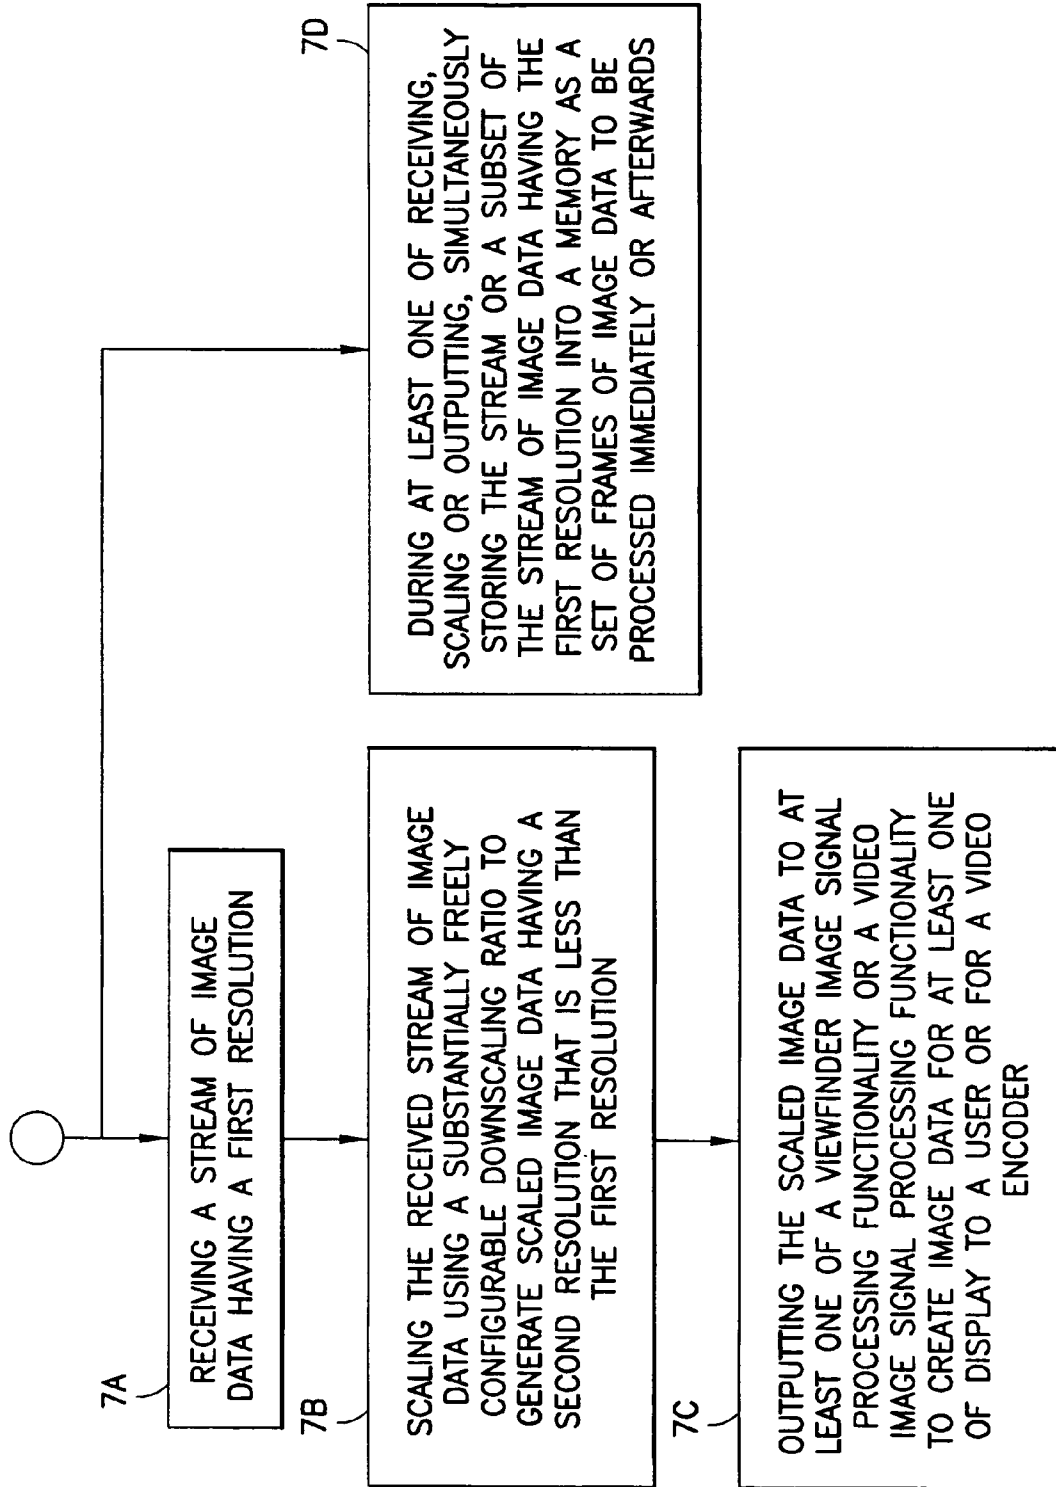 7A
RECEIVING A STREAM OF IMAGE
DATA HAVING A FIRST RESOLUTION
7B
SCALING THE RECEIVED STREAM OF IMAGE
DATA USING A SUBSTANTIALLY FREELY
CONFIGURABLE DOWNSCALING RATIO TO
GENERATE SCALED IMAGE DATA HAVING A
SECOND RESOLUTION THAT IS LESS THAN
THE FIRST RESOLUTION
7C
OUTPUTTING THE SCALED IMAGE DATA TO AT
LEAST ONE OF A VIEWFINDER IMAGE SIGNAL
PROCESSING FUNCTIONALITY OR A VIDEO
IMAGE SIGNAL PROCESSING FUNCTIONALITY
TO CREATE IMAGE DATA FOR AT LEAST ONE
OF DISPLAY TO A USER OR FOR A VIDEO
ENCODER
7D
DURING AT LEAST ONE OF RECEIVING,
SCALING OR OUTPUTTING, SIMULTANEOUSLY
STORING THE STREAM OR A SUBSET OF
THE STREAM OF IMAGE DATA HAVING THE
FIRST RESOLUTION INTO A MEMORY AS A
SET OF FRAMES OF IMAGE DATA TO BE
PROCESSED IMMEDIATELY OR AFTERWARDS